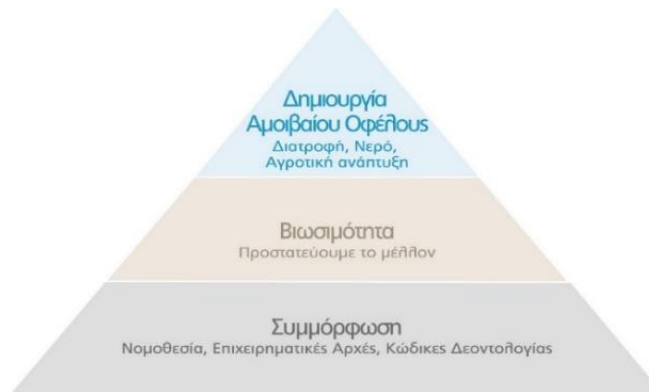 Δημιουργία
Αμοιβαίου Οφέλους
Διατροφή, Νερό,
Αγροτική ανάπτυξη
Βιωσιμότητα
Προστατεύουμε το μέλλον
Συμμόρφωση
Νομοθεσία, Επιχειρηματικές Αρχές, Κώδικες Δεοντολογίας